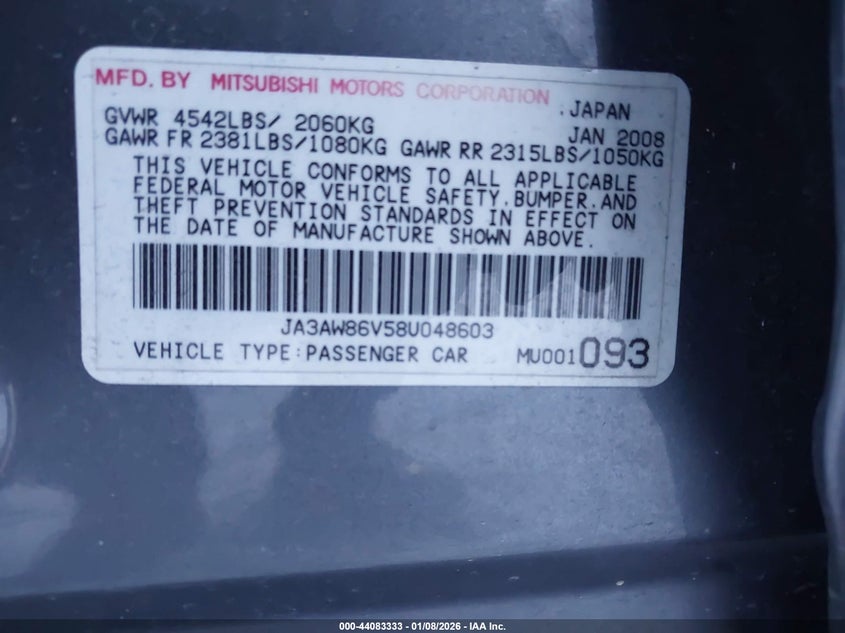 MFD. BY MITSUBISHI MOTORS CORPORATION
JAPAN
GVWR 4542LBS/ 2060KG JAN 2008
GAWR FR 2381LBS/1080KG GAWR RR 2315LBS/1050KG
THIS VEHICLE CONFORMS TO ALL APPLICABLE
FEDERAL MOTOR VEHICLE SAFETY,BUMPER,AND
THEFT PREVENTION STANDARDS IN EFFECT ON
THE DATE OF MANUFACTURE SHOWN ABOVE.
JA3AW86V58U048603
VEHICLE TYPE:PASSENGER CAR MU001093
000-44083333 - 01/08/2026 - IAA Inc.